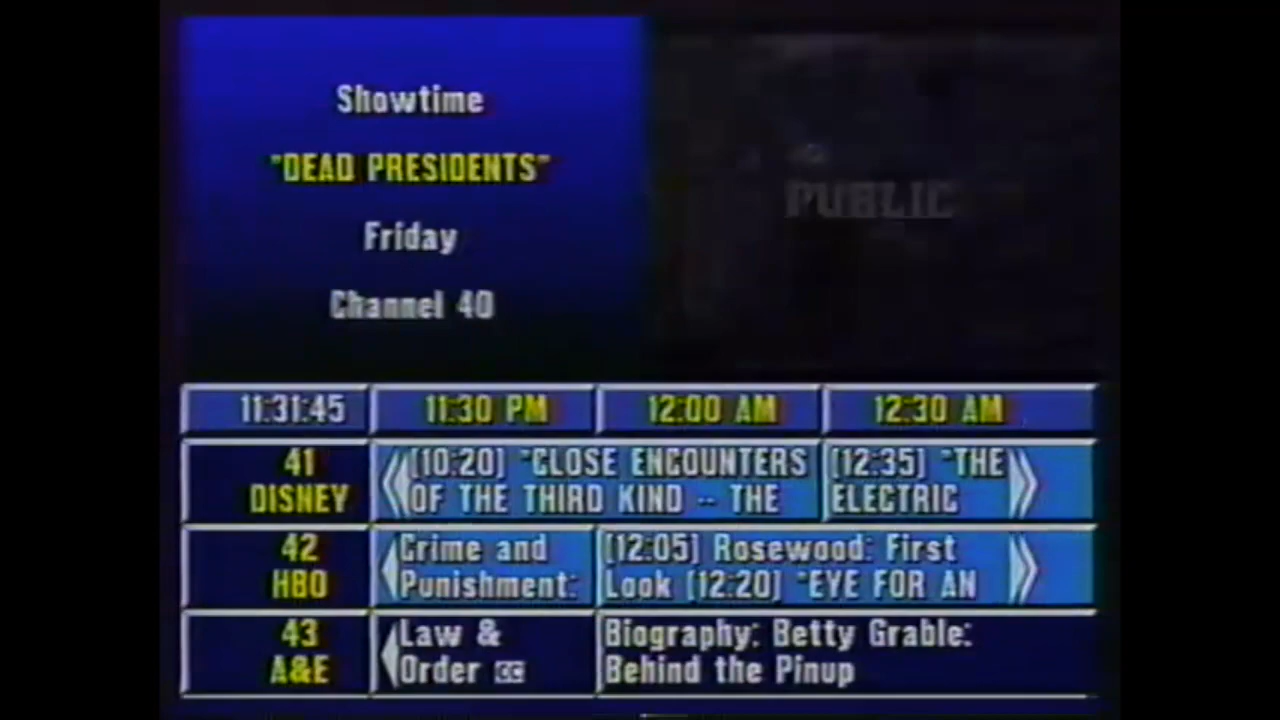 Showtime
"DEAD PRESIDENTS"
Friday
Channel 40
PUBLIC
11:31:45 11:30 PM 12:00 AM 12:30 AM
41 DISNEY
(10:20) "CLOSE ENCOUNTERS
OF THE THIRD KIND -- THE
(12:35) "THE
ELECTRIC
42 HBO
Crime and
Punishment:
(12:05) Rosewood: First
Look (12:20) "EYE FOR AN
43 A&E
Law &
Order CC
Biography: Betty Grable:
Behind the Pinup